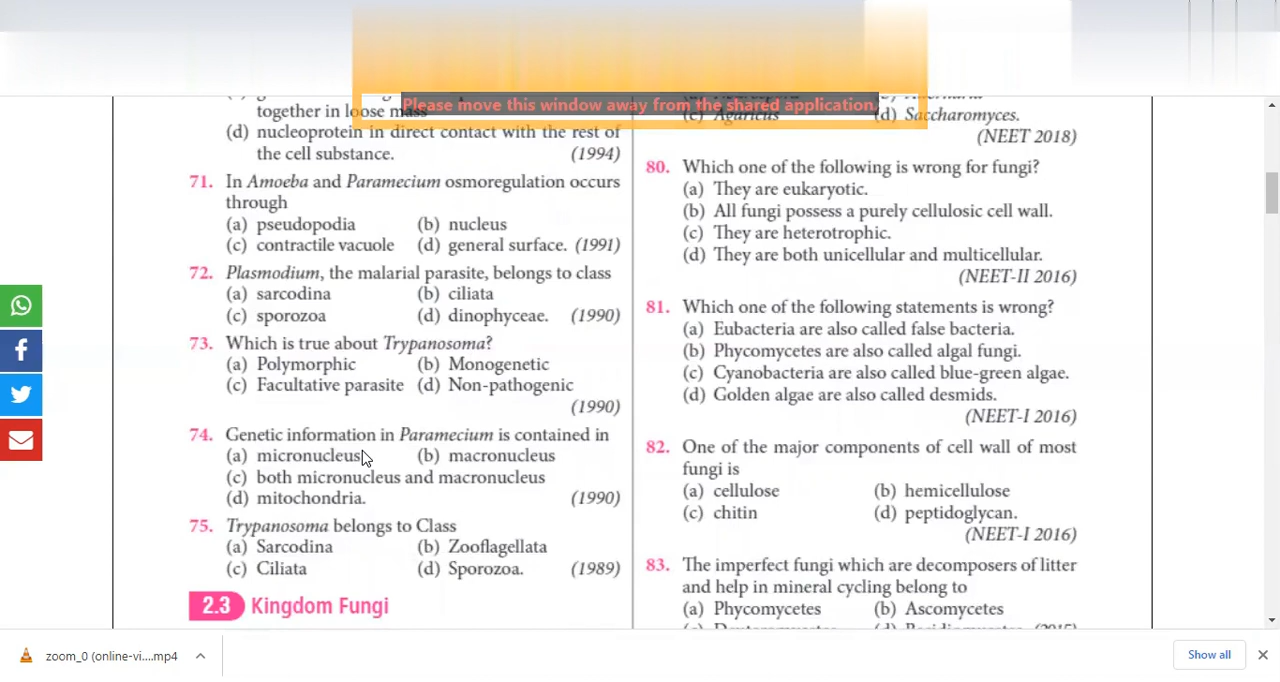 Please move this window away from the shared application.
together in loose mass
(d) nucleoprotein in direct contact with the rest of
the cell substance. (1994)
71. In Amoeba and Paramecium osmoregulation occurs
through
(a) pseudopodia (b) nucleus
(c) contractile vacuole (d) general surface. (1991)
72. Plasmodium, the malarial parasite, belongs to class
(a) sarcodina (b) ciliata
(c) sporozoa (d) dinophyceae. (1990)
73. Which is true about Trypanosoma?
(a) Polymorphic (b) Monogenetic
(c) Facultative parasite (d) Non-pathogenic
(1990)
74. Genetic information in Paramecium is contained in
(a) micronucleus (b) macronucleus
(c) both micronucleus and macronucleus
(d) mitochondria. (1990)
75. Trypanosoma belongs to Class
(a) Sarcodina (b) Zooflagellata
(c) Ciliata (d) Sporozoa. (1989)
2.3 Kingdom Fungi
(c) Agaricus (d) Saccharomyces.
(NEET 2018)
80. Which one of the following is wrong for fungi?
(a) They are eukaryotic.
(b) All fungi possess a purely cellulosic cell wall.
(c) They are heterotrophic.
(d) They are both unicellular and multicellular.
(NEET-II 2016)
81. Which one of the following statements is wrong?
(a) Eubacteria are also called false bacteria.
(b) Phycomycetes are also called algal fungi.
(c) Cyanobacteria are also called blue-green algae.
(d) Golden algae are also called desmids.
(NEET-I 2016)
82. One of the major components of cell wall of most
fungi is
(a) cellulose (b) hemicellulose
(c) chitin (d) peptidoglycan.
(NEET-I 2016)
83. The imperfect fungi which are decomposers of litter
and help in mineral cycling belong to
(a) Phycomycetes (b) Ascomycetes
zoom_0 (online-vi....mp4
Show all